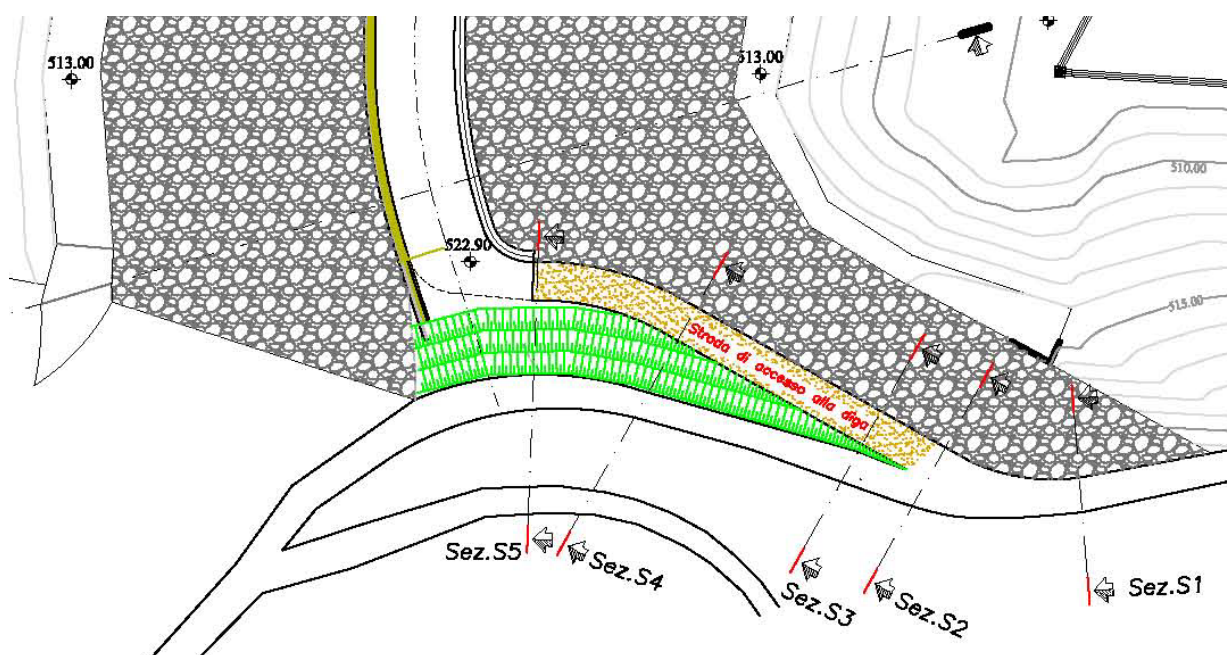 513.00
513.00
510.00
522.90
515.00
Strada di accesso alla diga
Sez.S5
Sez.S4
Sez.S3
Sez.S2
Sez.S1